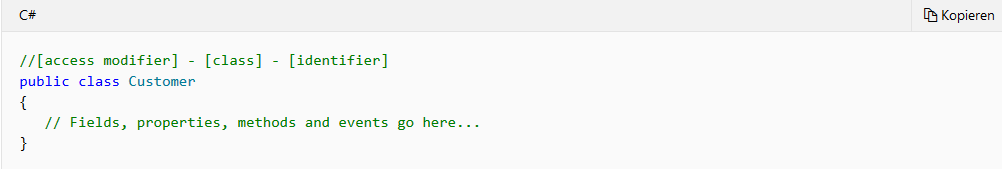 C#
Kopieren
//[access modifier] - [class] - [identifier]
public class Customer
{
   // Fields, properties, methods and events go here...
}